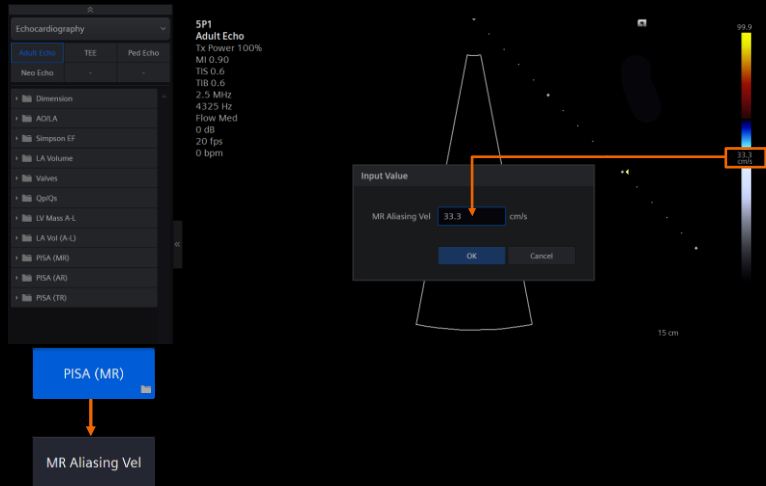 Echocardiography
Adult Echo TEE Ped Echo
Neo Echo - -
Dimension
AO/LA
Simpson EF
LA Volume
Valves
Qp/Qs
LV Mass A-L
LA Vol (A-L)
PISA (MR)
PISA (AR)
PISA (TR)
PISA (MR)
MR Aliasing Vel
5P1
Adult Echo
Tx Power 100%
MI 0.90
TIS 0.6
TIB 0.6
2.5 MHz
4325 Hz
Flow Med
0 dB
20 fps
0 bpm
Input Value
MR Aliasing Vel 33.3 cm/s
OK Cancel
99.9
33.3
cm/s
15 cm